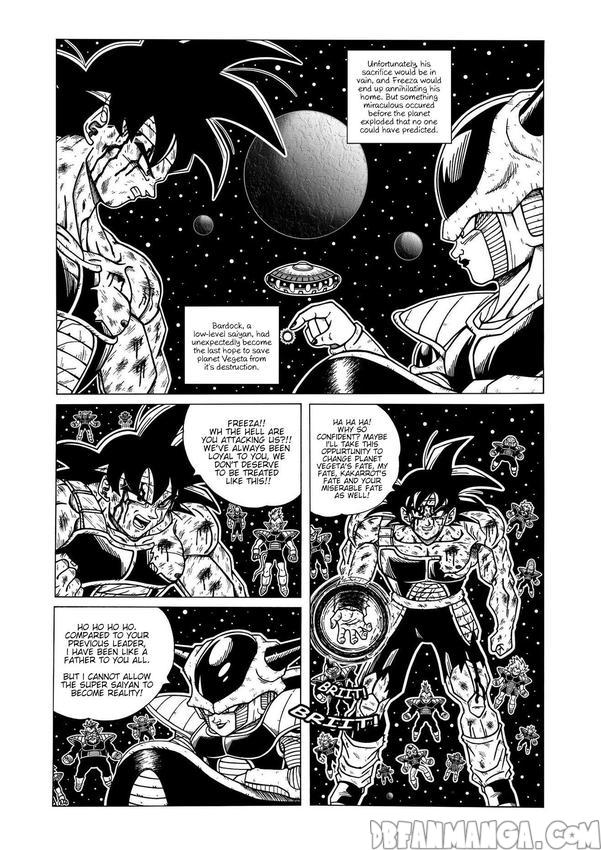 Unfortunately, his
sacrifice would be in
vain, and Freeza would
end up annihilating his
home. But something
miraculous occured
before the planet
exploded that no one
could have predicted.
Bardock, a
low-level saiyan, had
unexpectedly become
the last hope to save
planet Vegeta from
it's destruction.
FREEZA!!
WH THE HELL ARE
YOU ATTACKING US?!!
WE'VE ALWAYS BEEN
LOYAL TO YOU, WE
DON'T DESERVE
TO BE TREATED
LIKE THIS!!
HA HA HA!
WHY SO
CONFIDENT? MAYBE
I'LL TAKE THIS
OPPURTUNITY TO
CHANGE PLANET
VEGETA'S FATE, MY
FATE, KAKARROT'S
FATE AND YOUR
MISERABLE FATE
AS WELL!
HO HO HO HO.
COMPARED TO YOUR
PREVIOUS LEADER,
I HAVE BEEN LIKE A
FATHER TO YOU ALL.
BUT I CANNOT ALLOW
THE SUPER SAIYAN TO
BECOME REALITY!
DBFANMANGA.COM